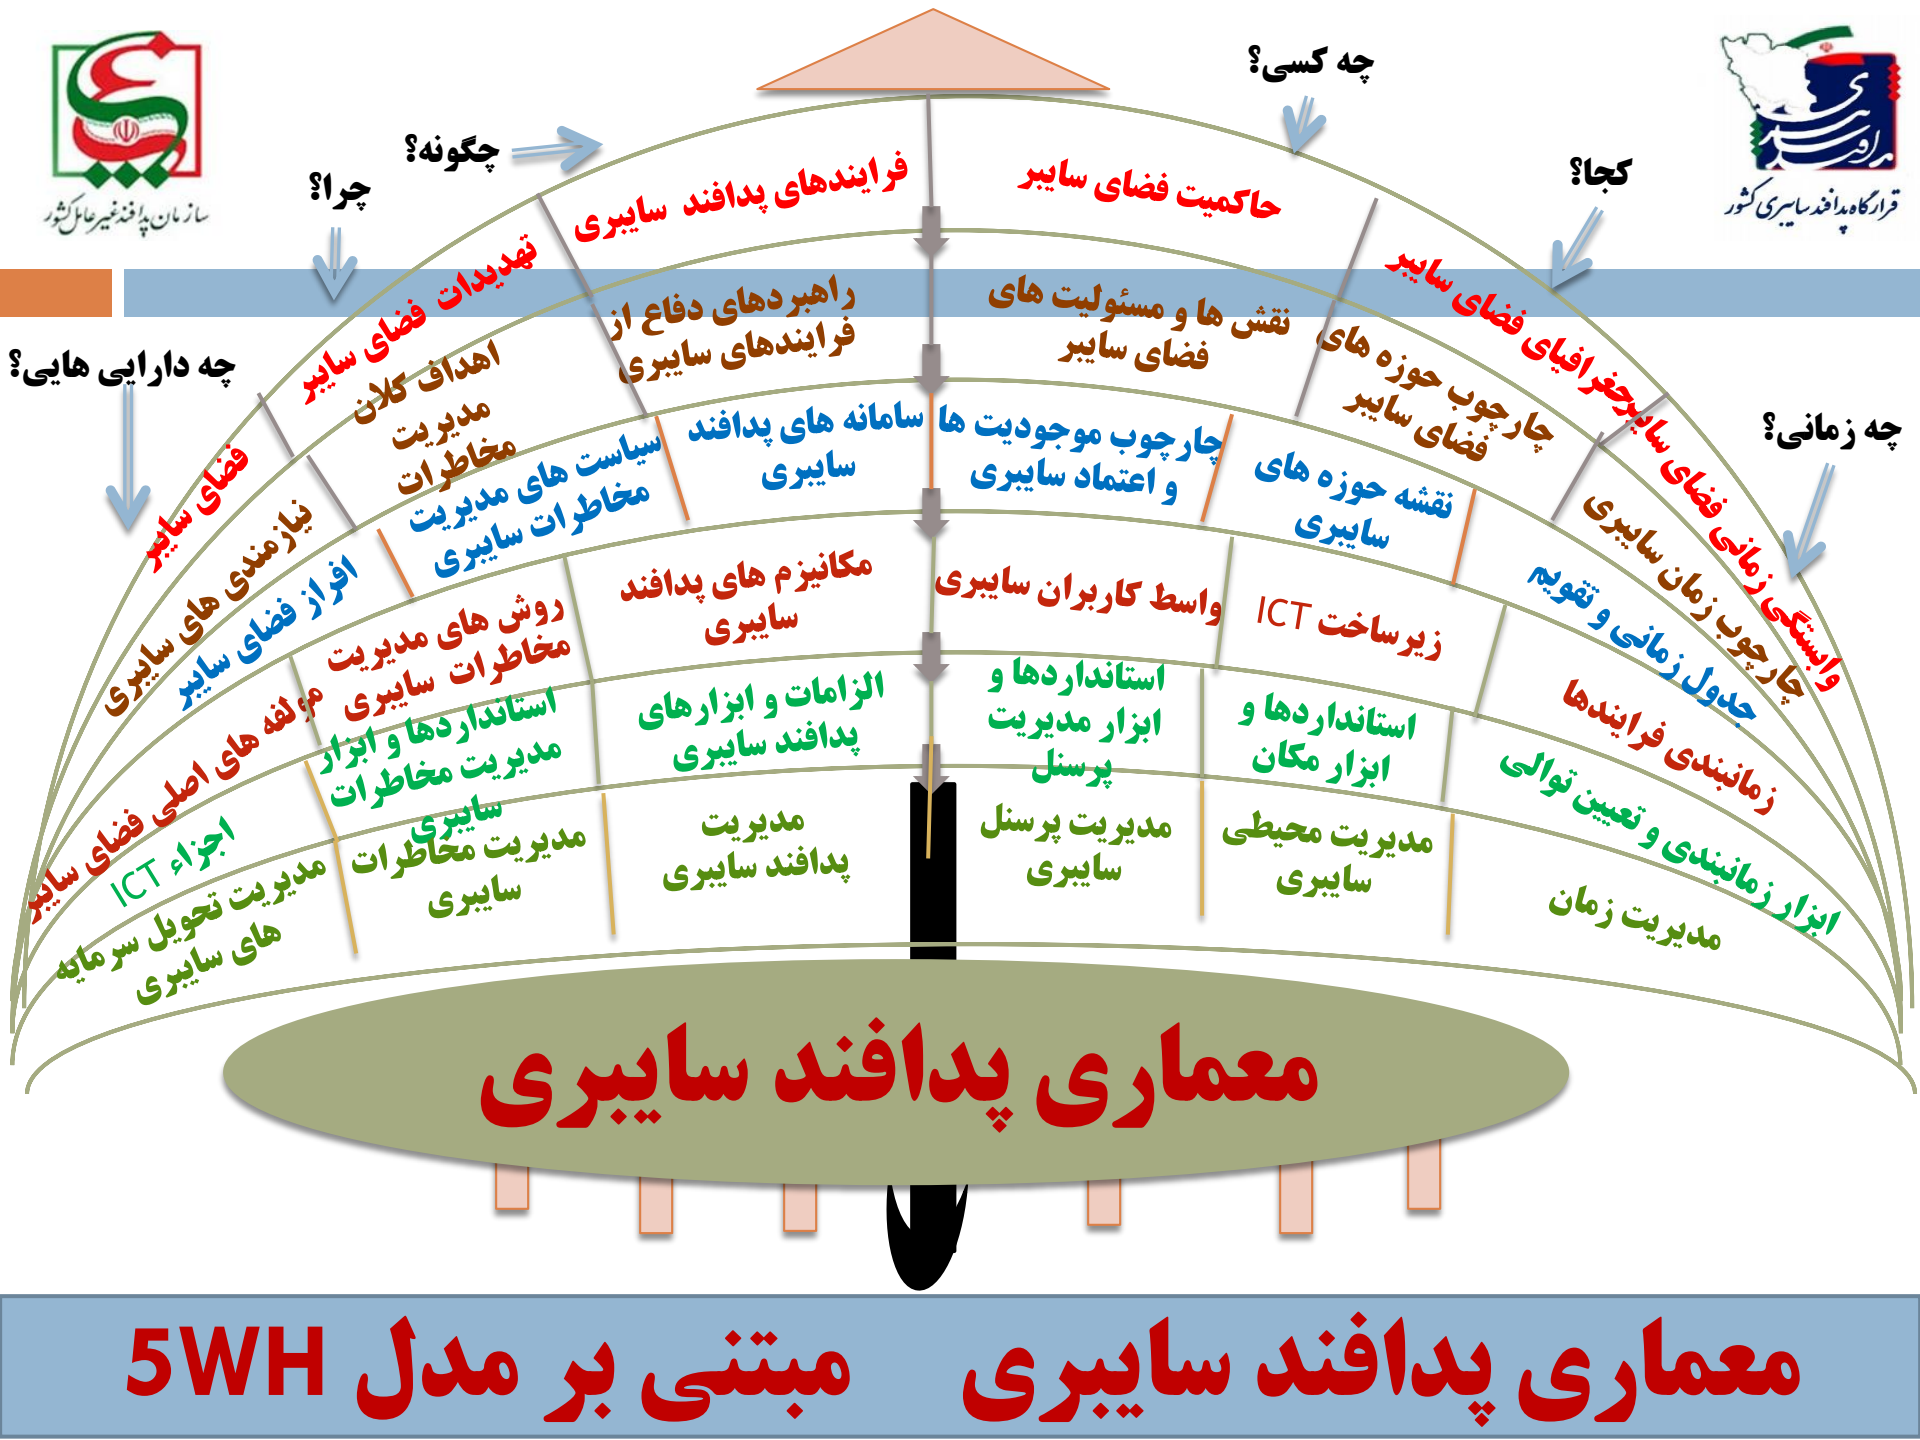 چه کسی؟
چگونه؟
کجا؟
چرا؟
چه دارایی هایی؟
چه زمانی؟
سازمان پدافند غیر عامل کشور
قرارگاه پدافند سایبری کشور
حاکمیت فضای سایبر
فرایندهای پدافند سایبری
جغرافیای فضای سایبر
تهدیدات فضای سایبر
وابستگی زمانی فضای سایبر
فضای سایبر
نقش ها و مسئولیت های
فضای سایبر
راهبردهای دفاع از
فرایندهای سایبری
چارچوب حوزه های
فضای سایبر
اهداف کلان
مدیریت
مخاطرات
چارچوب زمان سایبری
نیازمندی های سایبری
چارچوب موجودیت ها
و اعتماد سایبری
سامانه های پدافند
سایبری
نقشه حوزه های
سایبری
سیاست های مدیریت
مخاطرات سایبری
جدول زمانی و تقویم
افراز فضای سایبر
واسط کاربران سایبری
مکانیزم های پدافند
سایبری
زیرساخت ICT
روش های مدیریت
مخاطرات سایبری
زمانبندی فرایندها
مولفه های اصلی فضای سایبر
استانداردها و
ابزار مدیریت
پرسنل
الزامات و ابزارهای
پدافند سایبری
استانداردها و
ابزار مکان
استانداردها و ابزار
مدیریت مخاطرات
سایبری
ابزار زمانبندی و تعیین توالی
اجزاء ICT
مدیریت پرسنل
سایبری
مدیریت
پدافند سایبری
مدیریت محیطی
سایبری
مدیریت مخاطرات
سایبری
مدیریت زمان
مدیریت تحویل سرمایه
های سایبری
معماری پدافند سایبری
معماری پدافند سایبری مبتنی بر مدل 5WH